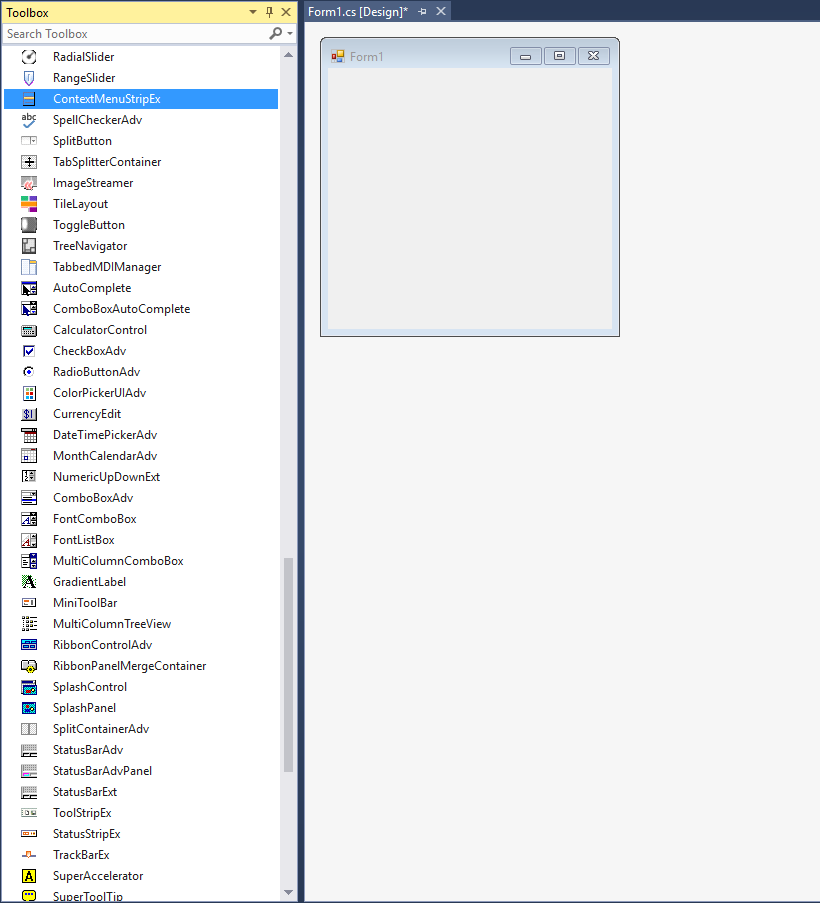 Toolbox
Search Toolbox
RadialSlider
RangeSlider
ContextMenuStripEx
abc
SpellCheckerAdv
SplitButton
TabSplitterContainer
ImageStreamer
TileLayout
ToggleButton
TreeNavigator
TabbedMDIManager
AutoComplete
ComboBoxAutoComplete
CalculatorControl
CheckBoxAdv
RadioButtonAdv
ColorPickerUIAdv
$
CurrencyEdit
DateTimePickerAdv
MonthCalendarAdv
NumericUpDownExt
ComboBoxAdv
A
FontComboBox
A
FontListBox
MultiColumnComboBox
A
GradientLabel
MiniToolBar
MultiColumnTreeView
RibbonControlAdv
RibbonPanelMergeContainer
SplashControl
SplashPanel
SplitContainerAdv
StatusBarAdv
StatusBarAdvPanel
StatusBarExt
ToolStripEx
StatusStripEx
TrackBarEx
A
SuperAccelerator
SuperToolTip
Form1.cs [Design]*
Form1